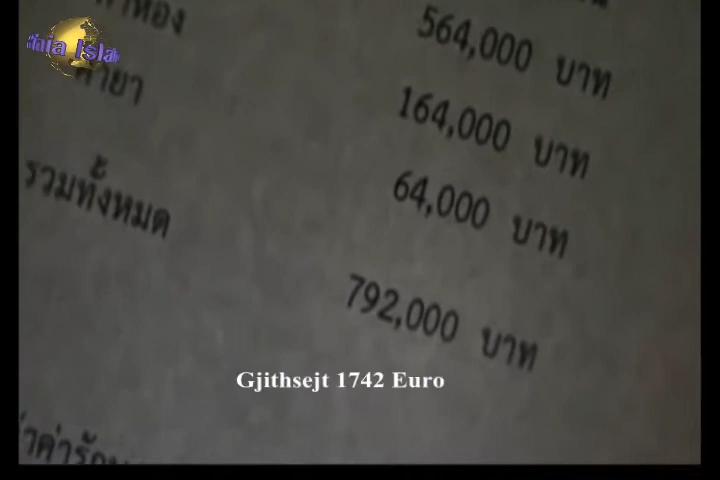 564,000 บาท
164,000 บาท
ค่ายา 64,000 บาท
รวมทั้งหมด 792,000 บาท
Gjithsejt 1742 Euro